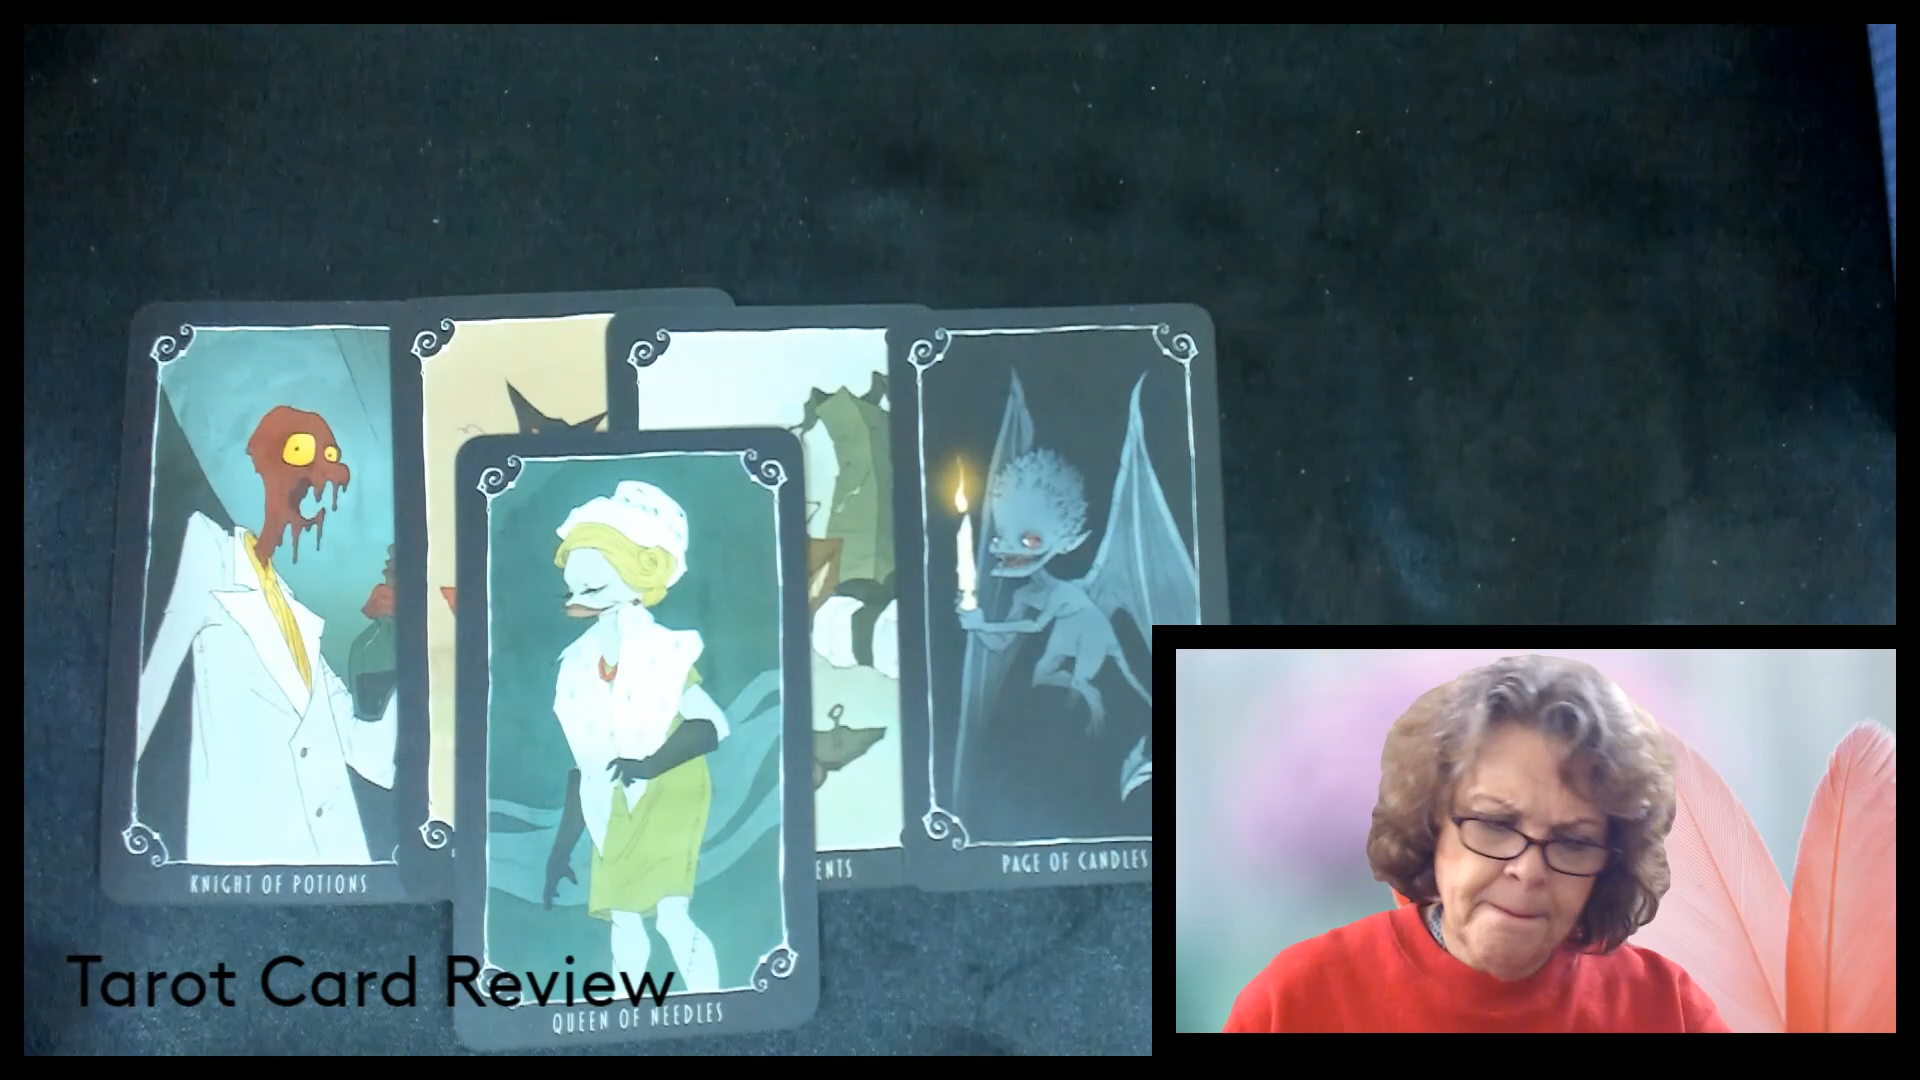 KNIGHT OF POTIONS
ENTS
PAGE OF CANDLES
Tarot Card Review
QUEEN OF NEEDLES